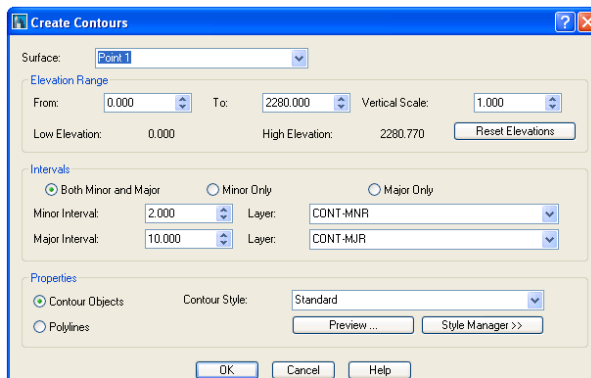 Create Contours
Surface: Point 1
Elevation Range
From: 0.000 To: 2280.000 Vertical Scale: 1.000
Low Elevation: 0.000 High Elevation: 2280.770 Reset Elevations
Intervals
Both Minor and Major Minor Only Major Only
Minor Interval: 2.000 Layer: CONT-MNR
Major Interval: 10.000 Layer: CONT-MJR
Properties
Contour Objects Contour Style: Standard
Polylines Preview ... Style Manager >>
OK Cancel Help